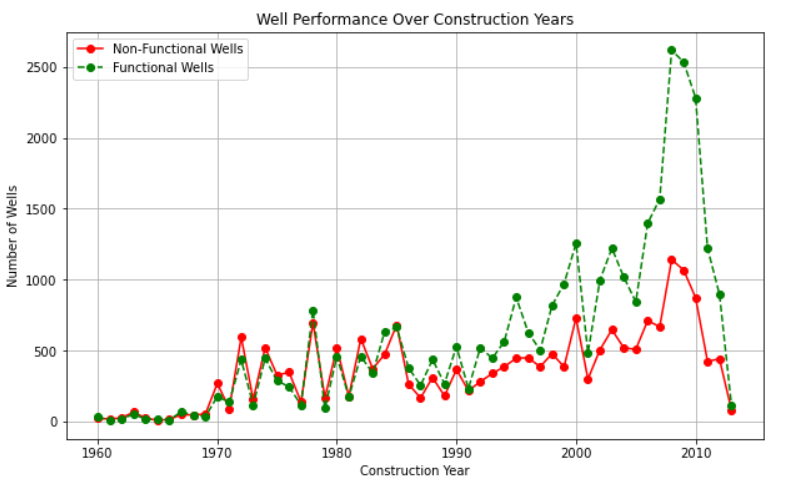 Well Performance Over Construction Years
Non-Functional Wells
Functional Wells
Number of Wells
2500
2000
1500
1000
500
0
1960 1970 1980 1990 2000 2010
Construction Year